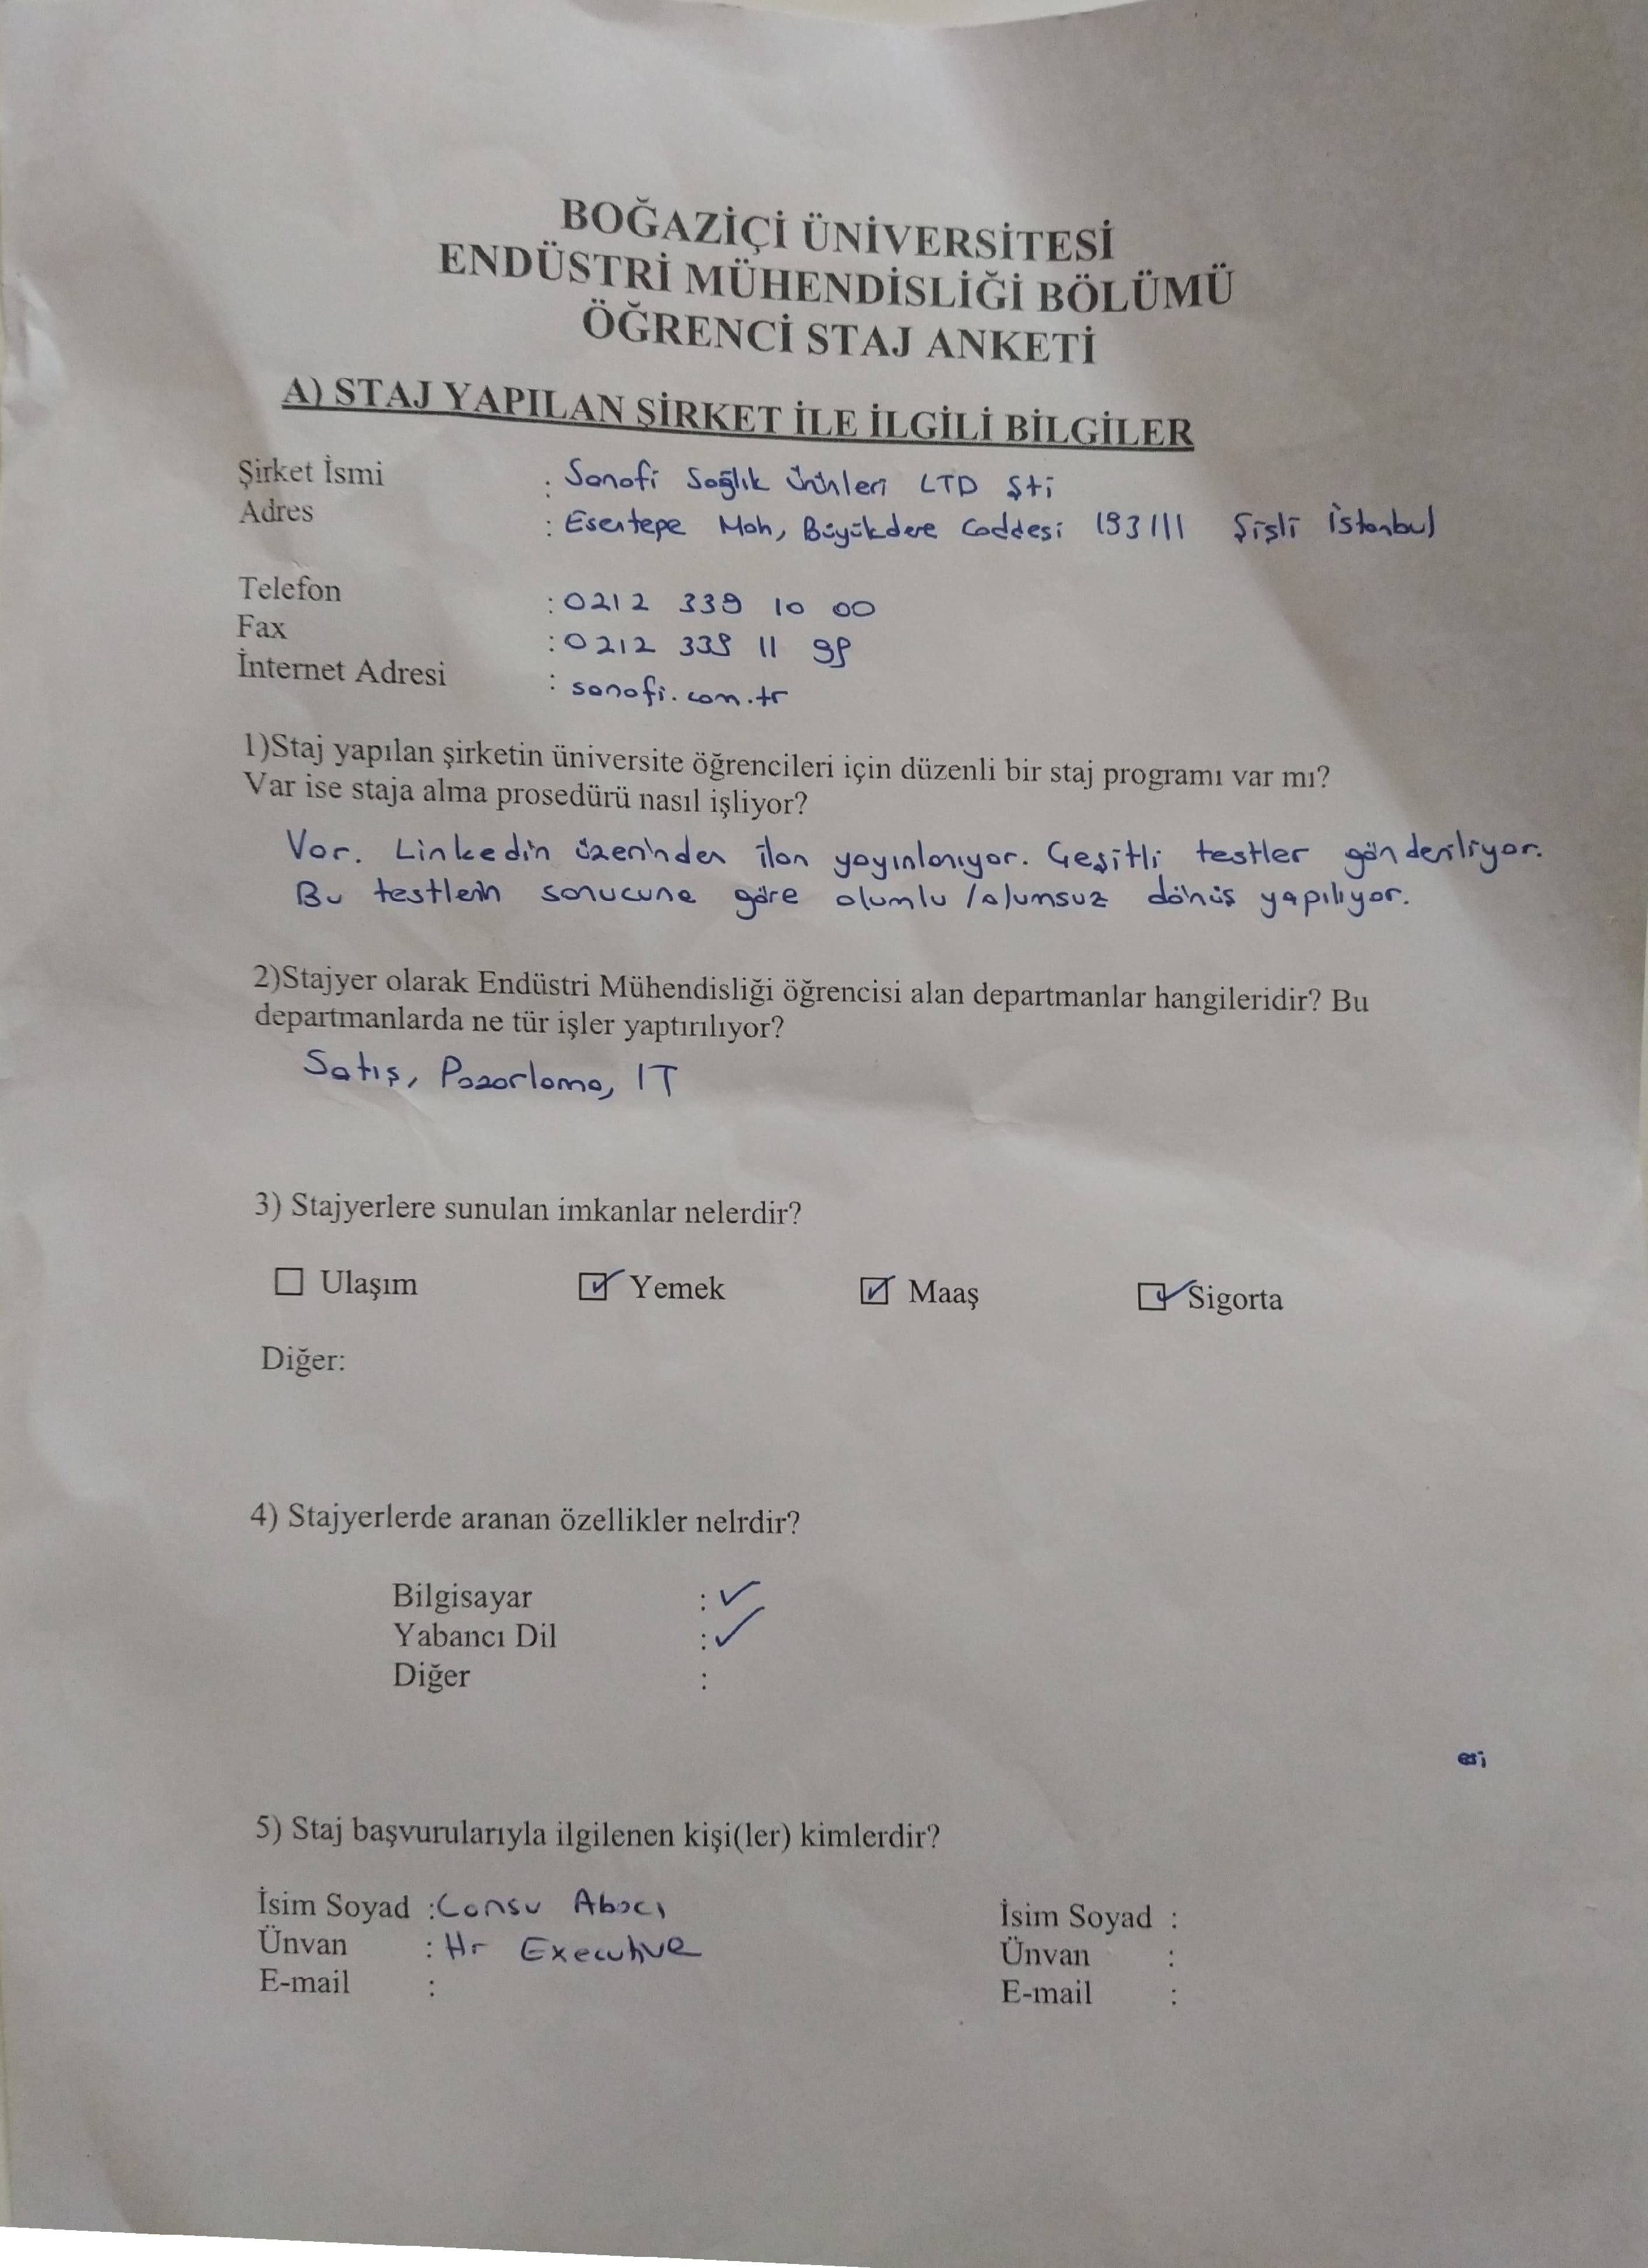 BOĞAZİÇİ ÜNİVERSİTESİ
ENDÜSTRİ MÜHENDİSLİĞİ BÖLÜMÜ
ÖĞRENCİ STAJ ANKETİ
A) STAJ YAPILAN ŞİRKET İLE İLGİLİ BİLGİLER
Şirket İsmi : Sanofi Sağlık Ürünleri LTD Şti
Adres : Esentepe Mah, Büyükdere Caddesi 193/11 Şişli İstanbul
Telefon : 0212 339 10 00
Fax : 0212 339 11 99
İnternet Adresi : sanofi.com.tr
1)Staj yapılan şirketin üniversite öğrencileri için düzenli bir staj programı var mı?
Var ise staja alma prosedürü nasıl işliyor?
Var. Linkedin üzerinden ilan yayınlanıyor. Çeşitli testler gönderiliyor.
Bu testlerin sonucuna göre olumlu /olumsuz dönüş yapılıyor.
2)Stajyer olarak Endüstri Mühendisliği öğrencisi alan departmanlar hangileridir? Bu
departmanlarda ne tür işler yaptırılıyor?
Satış, Pazarlama, IT
3) Stajyerlere sunulan imkanlar nelerdir?
Ulaşım Yemek Maaş Sigorta
Diğer:
4) Stajyerlerde aranan özellikler nelrdir?
Bilgisayar : ✓
Yabancı Dil : ✓
Diğer :
5) Staj başvurularıyla ilgilenen kişi(ler) kimlerdir?
İsim Soyad : Cansu Abacı İsim Soyad :
Ünvan : Hr Executive Ünvan :
E-mail : E-mail :